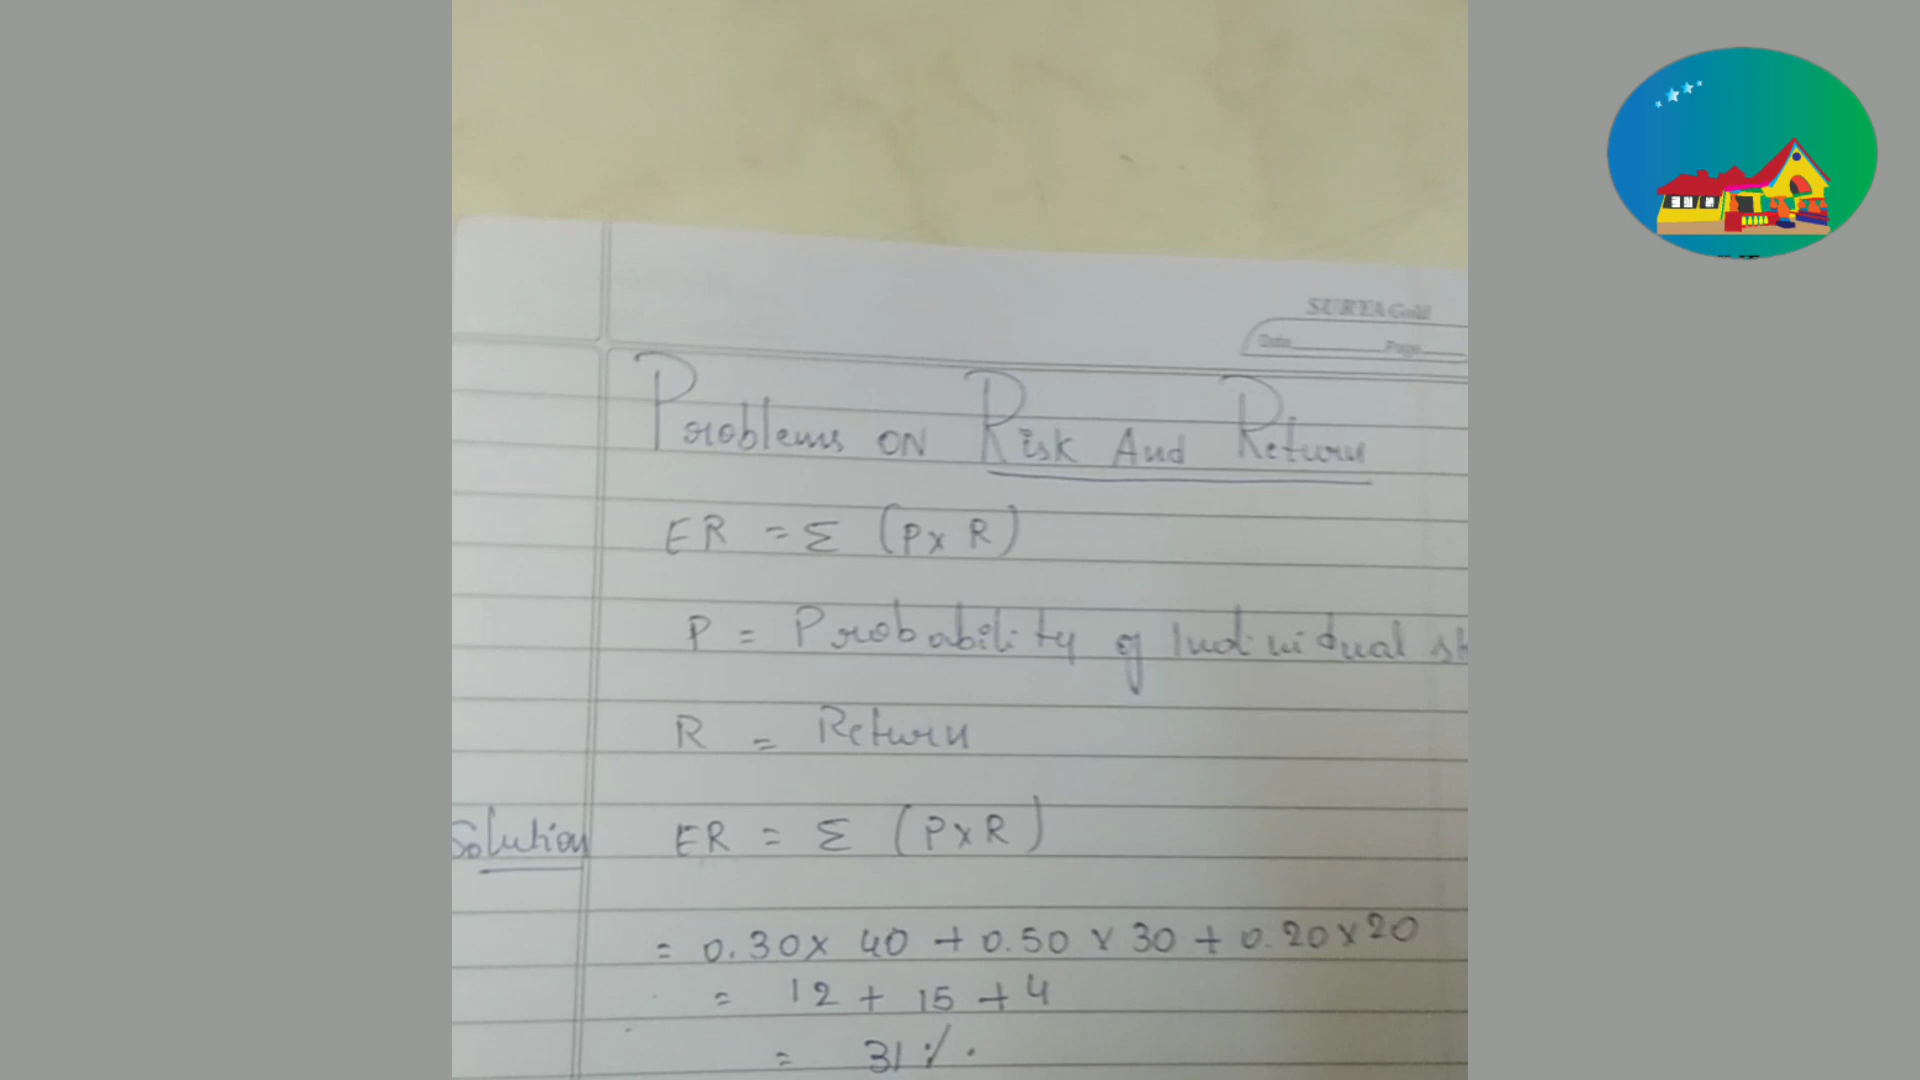 SURYA Gold
Date Page
Problems ON Risk And Return
ER = Σ (P× R)
P = Probability of Individual
R = Return
Solution ER = Σ (P×R)
= 0.30× 40 + 0.50 × 30 + 0.20×20
= 12 + 15 + 4
= 31%.